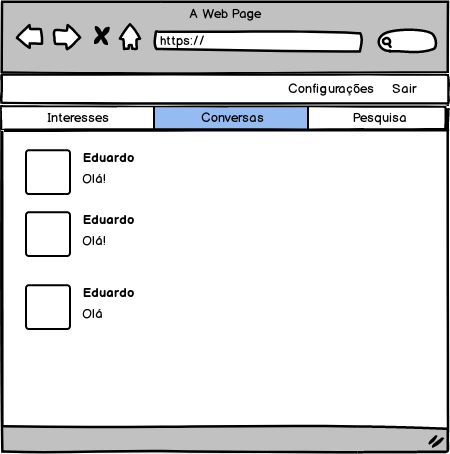 A Web Page
https://
Configurações Sair
Interesses Conversas Pesquisa
Eduardo
Olá!
Eduardo
Olá!
Eduardo
Olá